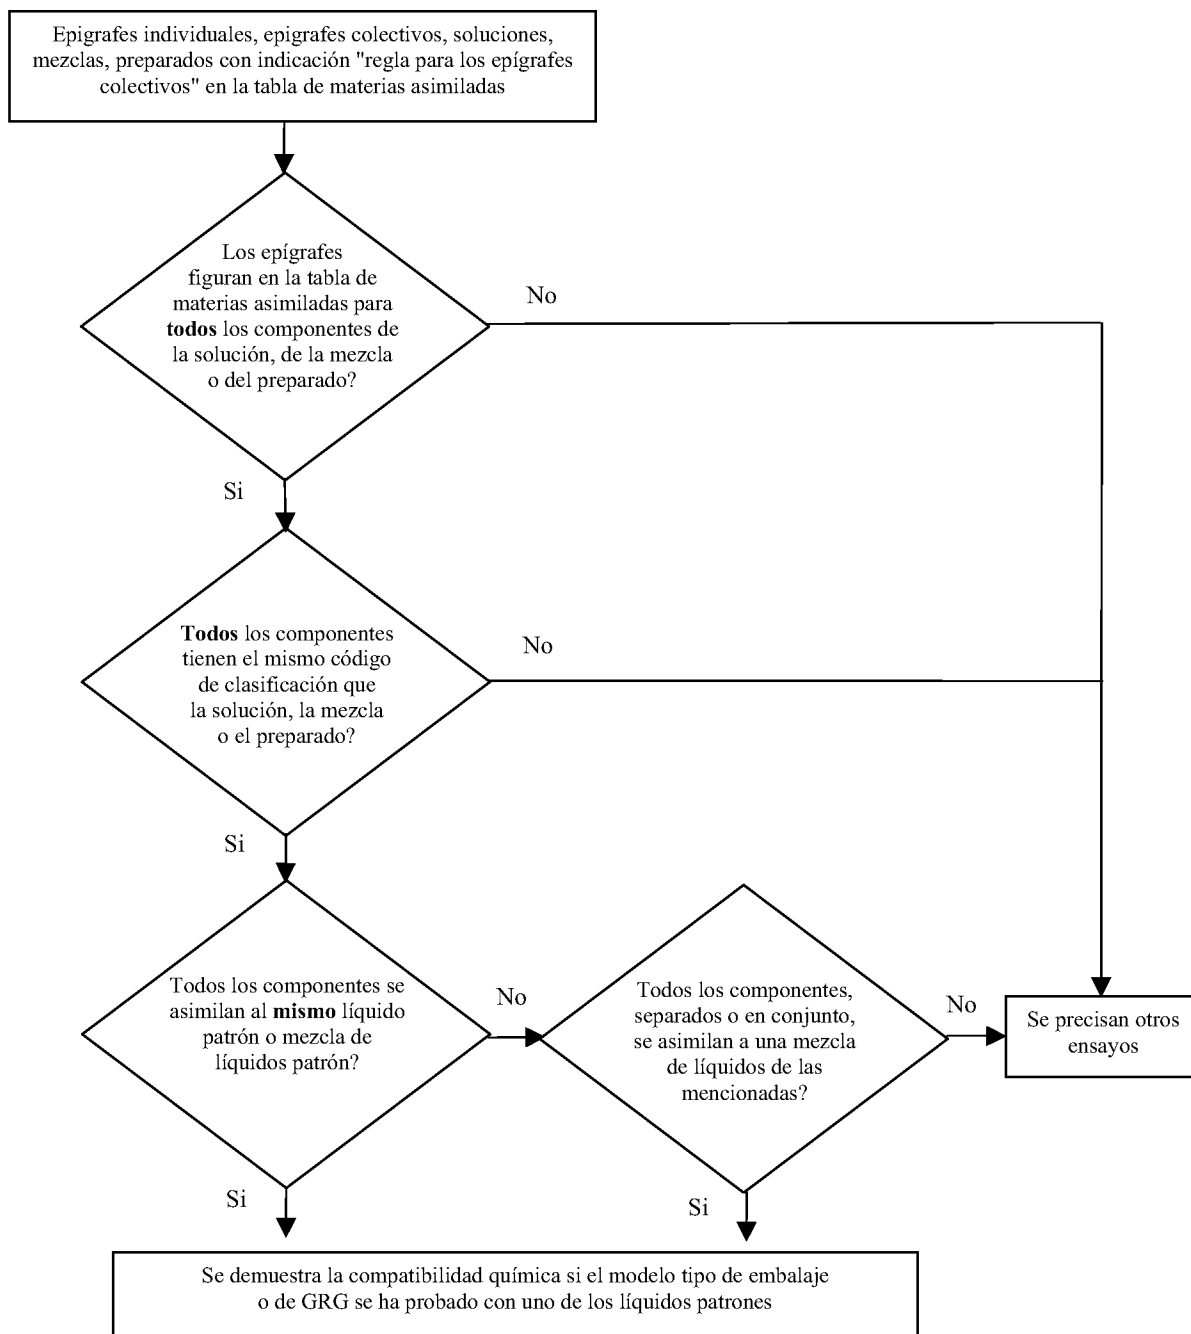 Epigrafes individuales, epigrafes colectivos, soluciones,
mezclas, preparados con indicación "regla para los epígrafes
colectivos" en la tabla de materias asimiladas
Los epígrafes
figuran en la tabla de
materias asimiladas para
todos los componentes de
la solución, de la mezcla
o del preparado?
No
Si
Todos los componentes
tienen el mismo código
de clasificación que
la solución, la mezcla
o el preparado?
No
Si
Todos los componentes se
asimilan al mismo líquido
patrón o mezcla de
líquidos patrón?
No
Todos los componentes,
separados o en conjunto,
se asimilan a una mezcla
de líquidos de las
mencionadas?
No
Se precisan otros
ensayos
Si
Si
Se demuestra la compatibilidad química si el modelo tipo de embalaje
o de GRG se ha probado con uno de los líquidos patrones